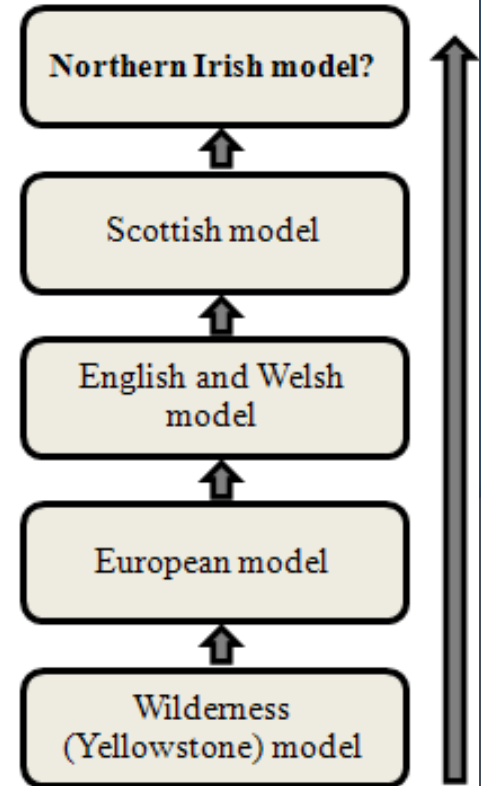 Northern Irish model?
Scottish model
English and Welsh
model
European model
Wilderness
(Yellowstone) model